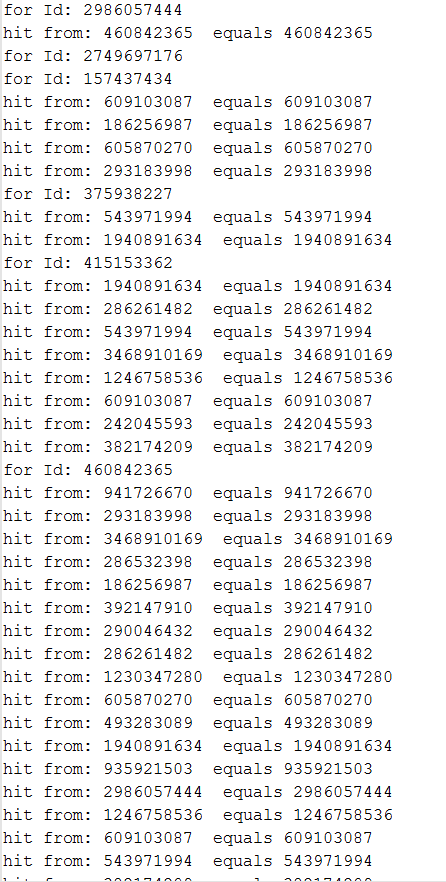 for Id: 2986057444
hit from: 460842365  equals 460842365
for Id: 2749697176
for Id: 157437434
hit from: 609103087  equals 609103087
hit from: 186256987  equals 186256987
hit from: 605870270  equals 605870270
hit from: 293183998  equals 293183998
for Id: 375938227
hit from: 543971994  equals 543971994
hit from: 1940891634  equals 1940891634
for Id: 415153362
hit from: 1940891634  equals 1940891634
hit from: 286261482  equals 286261482
hit from: 543971994  equals 543971994
hit from: 3468910169  equals 3468910169
hit from: 1246758536  equals 1246758536
hit from: 609103087  equals 609103087
hit from: 242045593  equals 242045593
hit from: 382174209  equals 382174209
for Id: 460842365
hit from: 941726670  equals 941726670
hit from: 293183998  equals 293183998
hit from: 3468910169  equals 3468910169
hit from: 286532398  equals 286532398
hit from: 186256987  equals 186256987
hit from: 392147910  equals 392147910
hit from: 290046432  equals 290046432
hit from: 286261482  equals 286261482
hit from: 1230347280  equals 1230347280
hit from: 605870270  equals 605870270
hit from: 493283089  equals 493283089
hit from: 1940891634  equals 1940891634
hit from: 935921503  equals 935921503
hit from: 2986057444  equals 2986057444
hit from: 1246758536  equals 1246758536
hit from: 609103087  equals 609103087
hit from: 543971994  equals 543971994